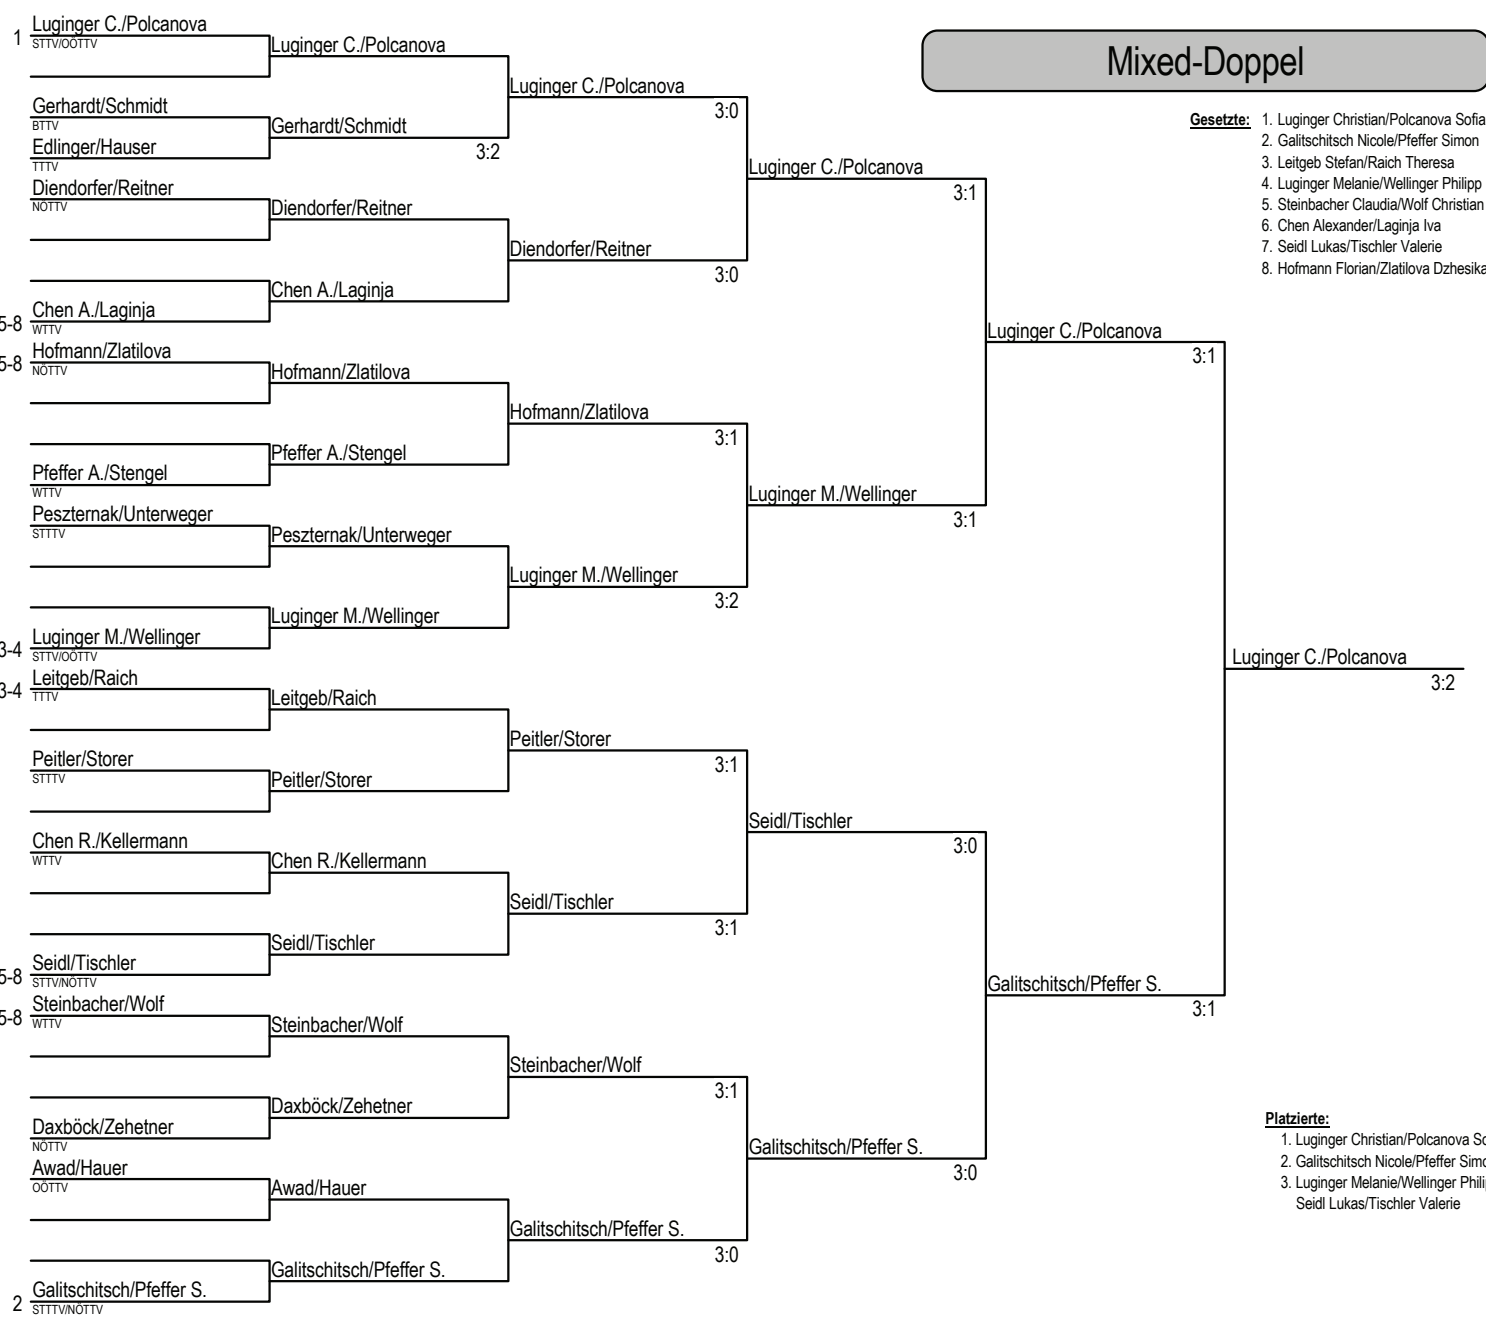 Mixed-Doppel
Gesetzte: 1. Luginger Christian/Polcanova Sofia
2. Galitschitsch Nicole/Pfeffer Simon
3. Leitgeb Stefan/Raich Theresa
4. Luginger Melanie/Wellinger Philipp
5. Steinbacher Claudia/Wolf Christian
6. Chen Alexander/Laginja Iva
7. Seidl Lukas/Tischler Valerie
8. Hofmann Florian/Zlatilova Dzhesika
1 Luginger C./Polcanova
STTV/OÖTTV
Gerhardt/Schmidt
BTTV
Edlinger/Hauser
TTTV
Diendorfer/Reitner
NÖTTV
5-8 Chen A./Laginja
WTTV
5-8 Hofmann/Zlatilova
NÖTTV
Pfeffer A./Stengel
WTTV
Peszternak/Unterweger
STTTV
3-4 Luginger M./Wellinger
STTV/OÖTTV
3-4 Leitgeb/Raich
TTTV
Peitler/Storer
STTTV
Chen R./Kellermann
WTTV
5-8 Seidl/Tischler
STTV/NÖTTV
5-8 Steinbacher/Wolf
WTTV
Daxböck/Zehetner
NÖTTV
Awad/Hauer
OÖTTV
2 Galitschitsch/Pfeffer S.
STTTV/NÖTTV
Luginger C./Polcanova
Gerhardt/Schmidt
3:2
Diendorfer/Reitner
Chen A./Laginja
Hofmann/Zlatilova
Pfeffer A./Stengel
Peszternak/Unterweger
Luginger M./Wellinger
Leitgeb/Raich
Peitler/Storer
Chen R./Kellermann
Seidl/Tischler
Steinbacher/Wolf
Daxböck/Zehetner
Awad/Hauer
Galitschitsch/Pfeffer S.
Luginger C./Polcanova
3:0
Diendorfer/Reitner
3:0
Hofmann/Zlatilova
3:1
Luginger M./Wellinger
3:2
Peitler/Storer
3:1
Seidl/Tischler
3:1
Steinbacher/Wolf
3:1
Galitschitsch/Pfeffer S.
3:0
Luginger C./Polcanova
3:1
Luginger M./Wellinger
3:1
Seidl/Tischler
3:0
Galitschitsch/Pfeffer S.
3:0
Luginger C./Polcanova
3:1
Galitschitsch/Pfeffer S.
3:1
Luginger C./Polcanova
3:2
Platzierte:
1. Luginger Christian/Polcanova
2. Galitschitsch Nicole/Pfeffer
3. Luginger Melanie/Wellinger
Seidl Lukas/Tischler Valerie